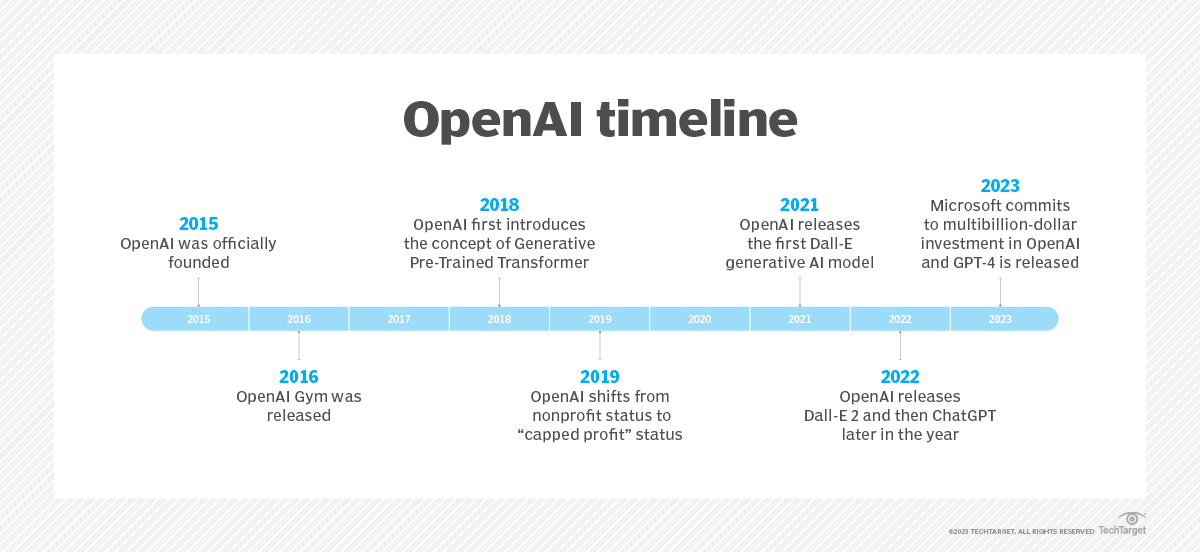 OpenAI timeline
2015
OpenAI was officially
founded
2018
OpenAI first introduces
the concept of Generative
Pre-Trained Transformer
2021
OpenAI releases
the first Dall-E
generative AI model
2023
Microsoft commits
to multibillion-dollar
investment in OpenAI
and GPT-4 is released
2015 2016 2017 2018 2019 2020 2021 2022 2023
2016
OpenAI Gym was
released
2019
OpenAI shifts from
nonprofit status to
“capped profit” status
2022
OpenAI releases
Dall-E 2 and then ChatGPT
later in the year
©2023 TECHTARGET. ALL RIGHTS RESERVED TechTarget